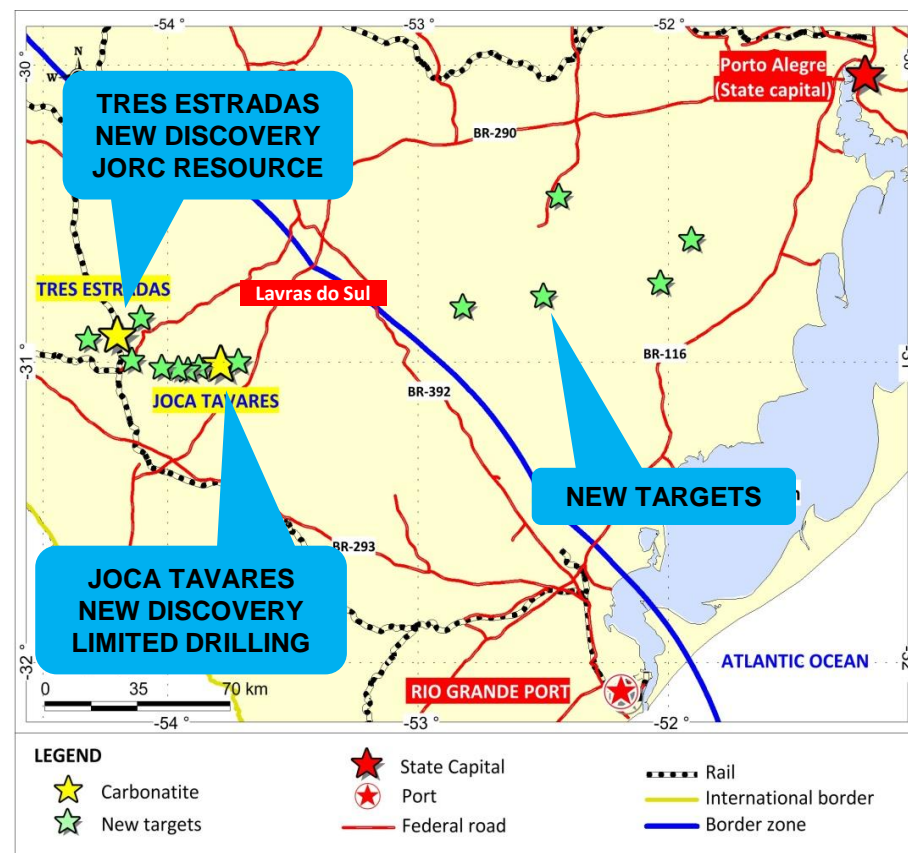 -54 °
-53
-52
-30 °
N
W
Porto Alegre
(State capital)
TRES ESTRADAS
NEW DISCOVERY
JORC RESOURCE
BR-290
TRES ESTRADAS
Lavras do Sul
-31 °
BR-116
JOCA TAVARES
BR-392
NEW TARGETS
BR-293
JOCA TAVARES
NEW DISCOVERY
LIMITED DRILLING
-32 °
-32
ATLANTIC OCEAN
0 35 70 km
RIO GRANDE PORT
-54 °
-53 °
-52 °
LEGEND
Carbonatite
New targets
State Capital
Port
Federal road
Rail
International border
Border zone